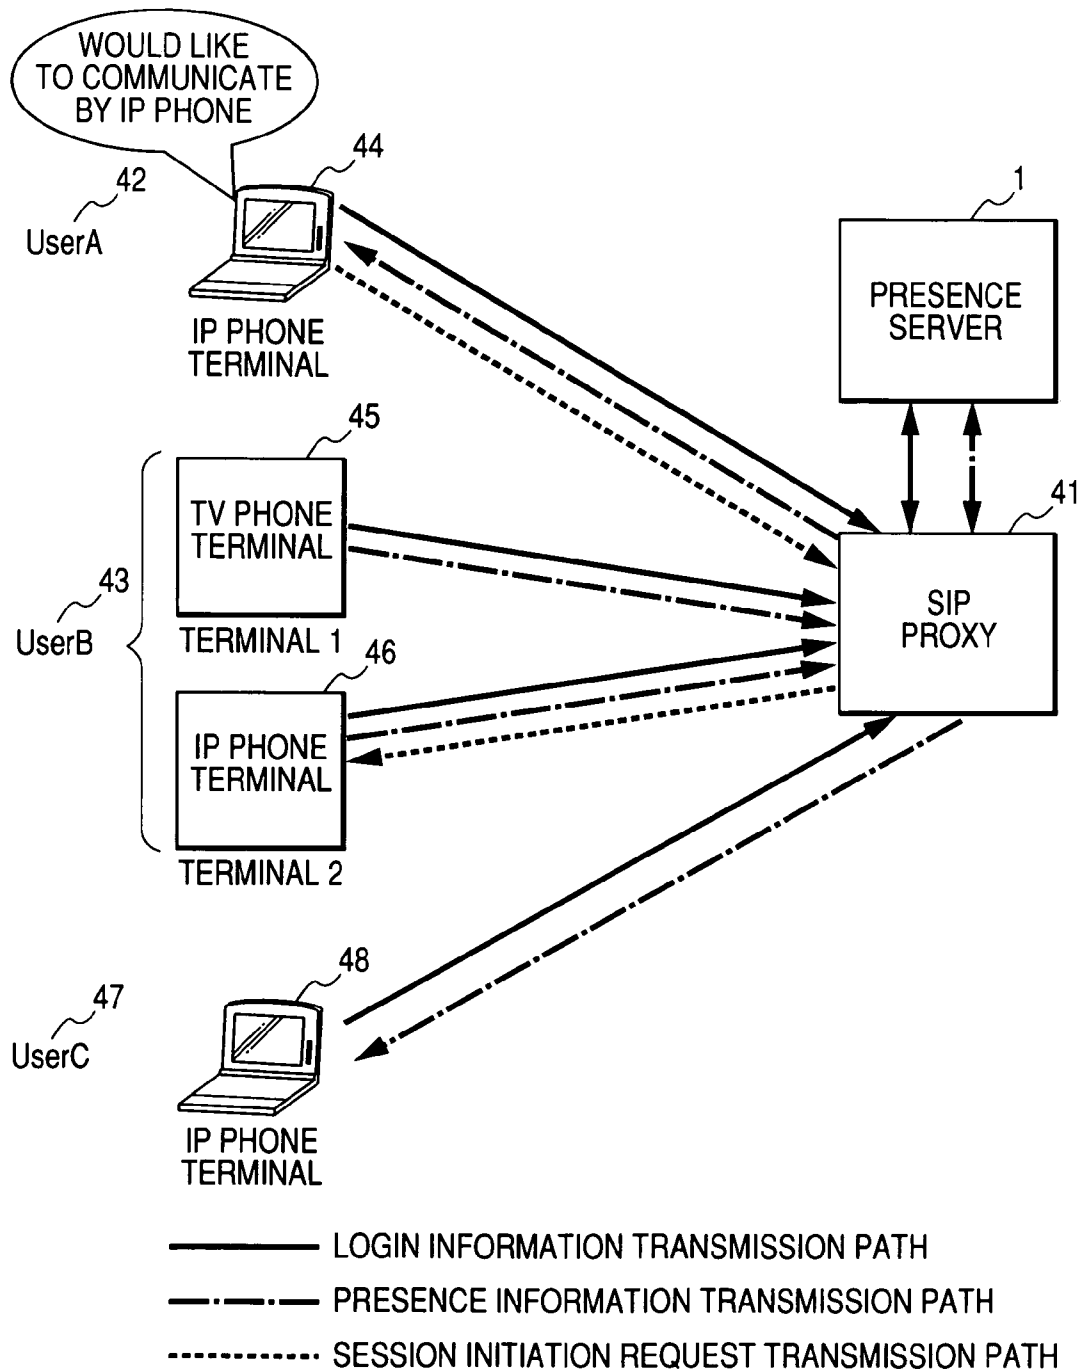 WOULD LIKE
TO COMMUNICATE
BY IP PHONE
42
UserA
44
IP PHONE
TERMINAL
1
PRESENCE
SERVER
45
TV PHONE
TERMINAL
TERMINAL 1
43
UserB
41
SIP
PROXY
46
IP PHONE
TERMINAL
TERMINAL 2
47
UserC
48
IP PHONE
TERMINAL
LOGIN INFORMATION TRANSMISSION PATH
PRESENCE INFORMATION TRANSMISSION PATH
SESSION INITIATION REQUEST TRANSMISSION PATH